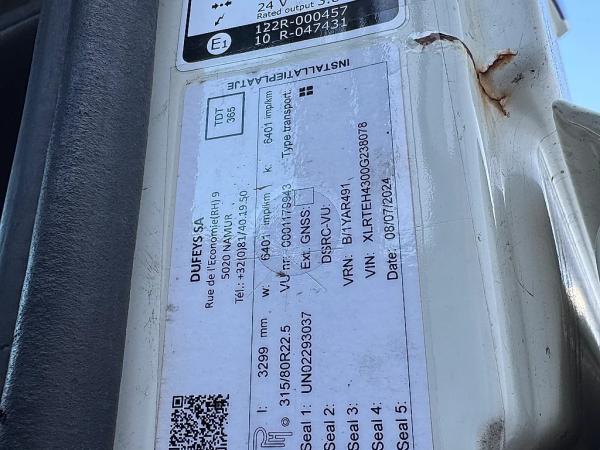 24 V
Rated output
122R-000457
E1
10 R-047431
INSTALLATIEPLAATJE
TDT
365
DUFEYS SA
Rue de l'Economie(RH) 9
5020 NAMUR
Tél.: +32(0)81/40.19.50
l: 3299 mm w: 6401 imp/km k: 6401 imp/km
315/80R22.5 VU nr: 0001179943 Type transport:
Seal 1: UN02293037 Ext. GNSS:
Seal 2: DSRC-VU:
Seal 3: VRN: B/1YAR491
Seal 4: VIN: XLRTEH4300G238078
Seal 5: Date: 08/07/2024